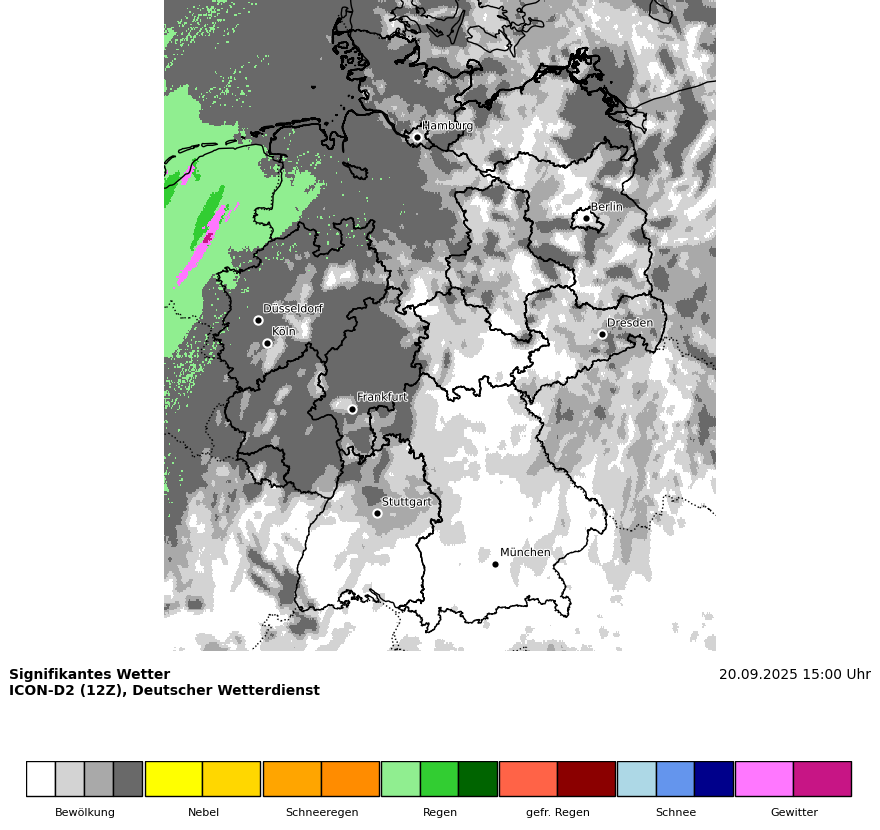 Hamburg
Berlin
Düsseldorf
Köln
Dresden
Frankfurt
Stuttgart
München
Signifikantes Wetter
20.09.2025 15:00 Uhr
ICON-D2 (12Z), Deutscher Wetterdienst
Bewölkung
Nebel
Schneeregen
Regen
gefr. Regen
Schnee
Gewitter